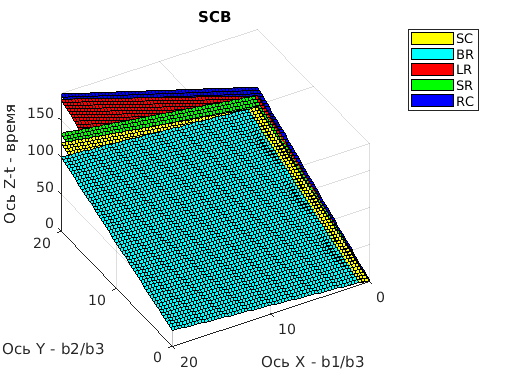 SCB
SC
BR
LR
SR
RC
Ось Z-t - время
150
100
50
0
20
10
0
Ось Y - b2/b3
20
10
0
Ось X - b1/b3